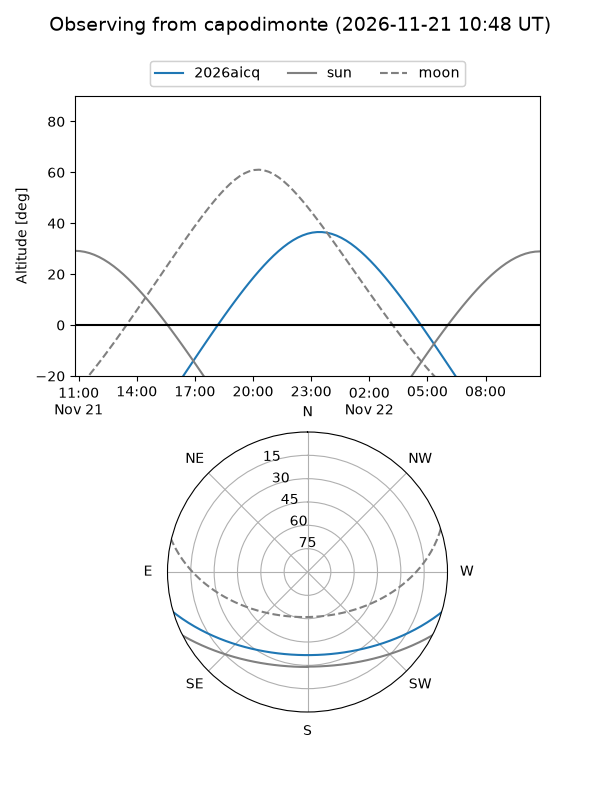 Observing from capodimonte (2026-11-21 10:48 UT)
2026aicq sun moon
Altitude [deg]
80
60
40
20
0
−20
11:00 14:00 17:00 20:00 23:00 02:00 05:00 08:00
Nov 21 Nov 22
N
NE NW
15
30
45
60
75
E W
SE SW
S